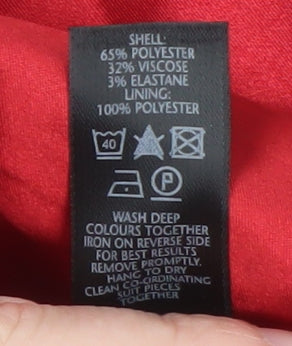 SHELL:
65% POLYESTER
32% VISCOSE
3% ELASTANE
LINING:
100% POLYESTER
40
P
WASH DEEP
COLOURS TOGETHER
IRON ON REVERSE SIDE
FOR BEST RESULTS
REMOVE PROMPTLY.
HANG TO DRY
CLEAN CO-ORDINATING
SUIT PIECES
TOGETHER